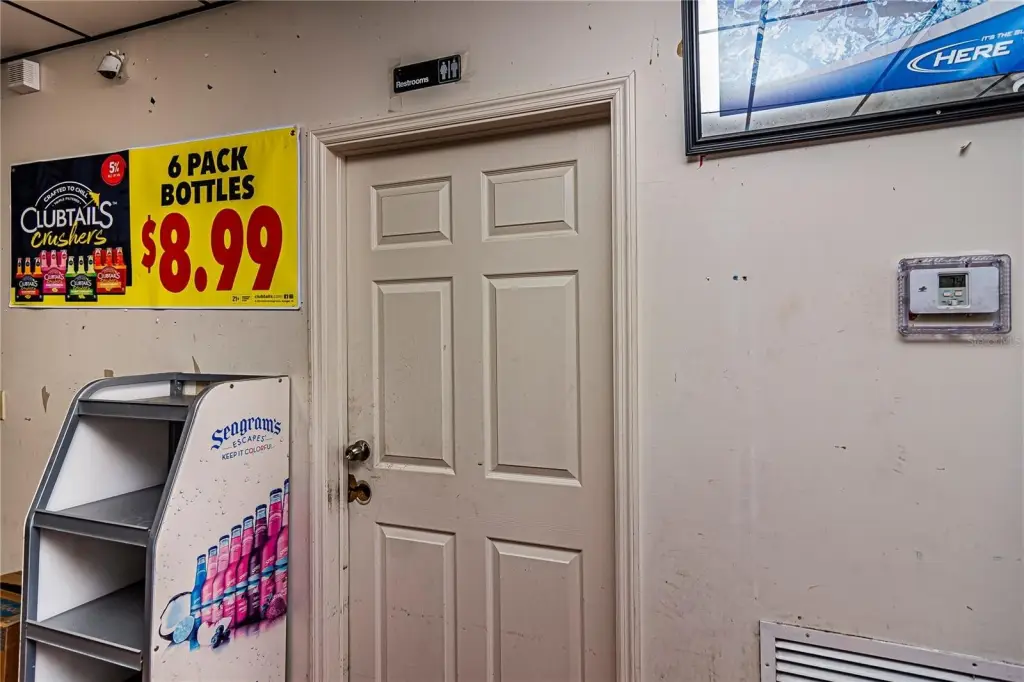 Restrooms
IT'S THE
HERE
5%
CRAFTED TO CHILL
CLUBTAILS™
crushers
6 PACK
BOTTLES
$8.99
21+
Seagram's
ESCAPES
KEEP IT COLORFUL